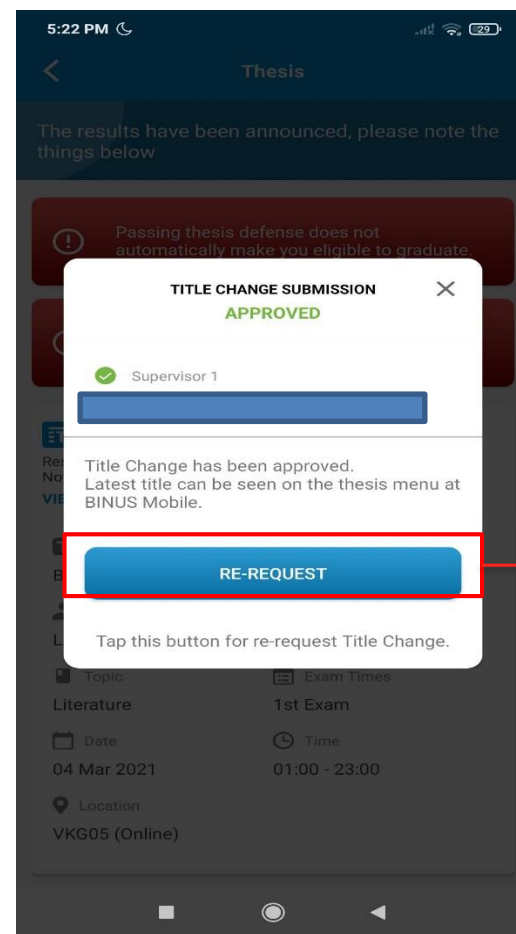 5:22 PM
29
Thesis
The results have been announced, please note the
things below
Passing thesis defense does not
automatically make you eligible to graduate.
TITLE CHANGE SUBMISSION
APPROVED
Supervisor 1
Title Change has been approved.
Latest title can be seen on the thesis menu at
BINUS Mobile.
RE-REQUEST
Tap this button for re-request Title Change.
Topic
Exam Times
Literature
1st Exam
Date
Time
04 Mar 2021
01:00 - 23:00
Location
VKG05 (Online)